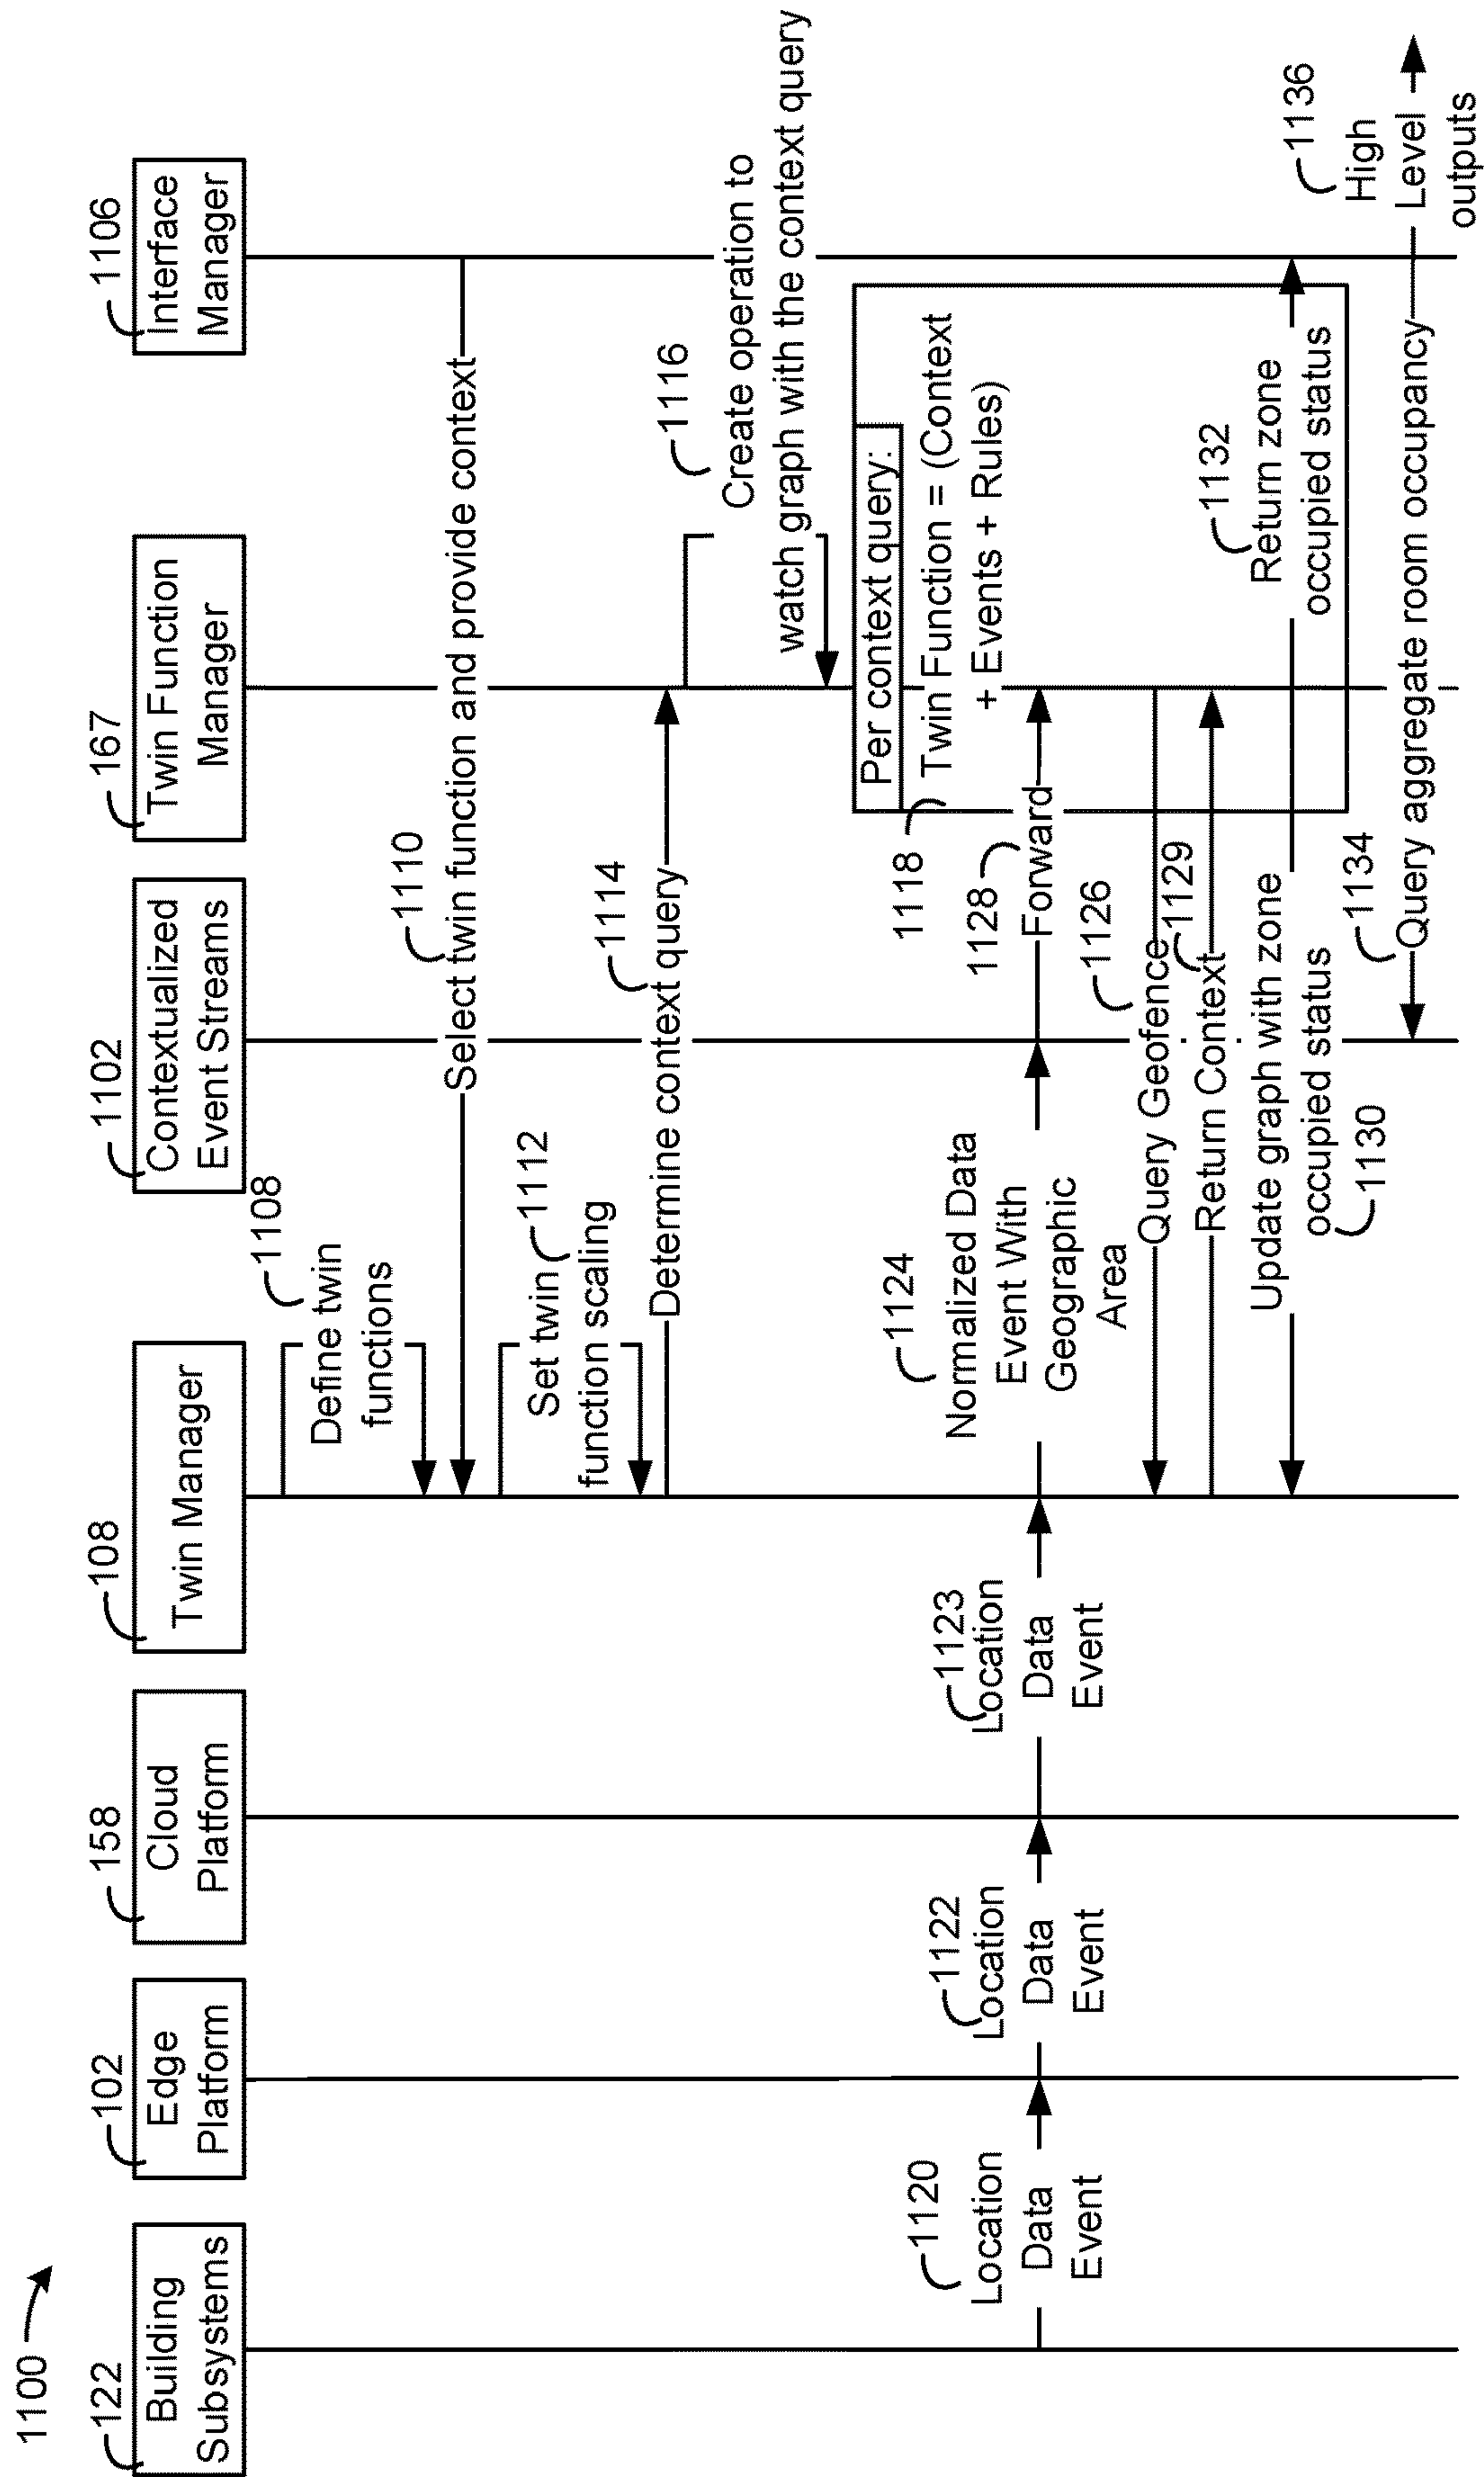 1100
122
Building
Subsystems
102
Edge
Platform
158
Cloud
Platform
108
Twin Manager
1102
Contextualized
Event Streams
167
Twin Function
Manager
1106
Interface
Manager
1108
Define twin
functions
1110
Select twin function and provide context
1112
Set twin
function scaling
1114
Determine context query
1116
Create operation to
watch graph with the context query
Per context query:
1118
Twin Function = (Context
+ Events + Rules)
1120
Location
Data
Event
1122
Location
Data
Event
1123
Location
Data
Event
1124
Normalized Data
Event With
Geographic
Area
1128
Forward
1126
Query Geofence
1129
Return Context
Update graph with zone
occupied status
1130
1132
Return zone
occupied status
1134
Query aggregate room occupancy
1136
High
Level
outputs